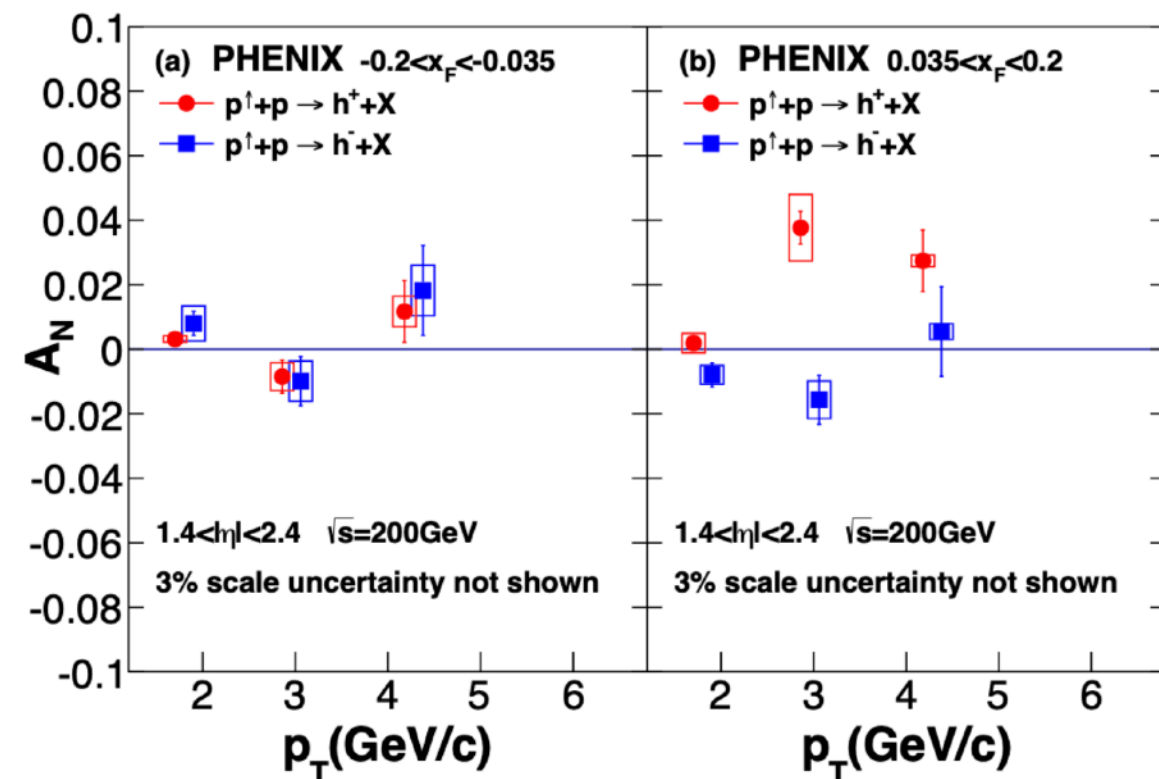 (a) PHENIX -0.2<x_F<-0.035
p↑+p → h⁺+X
p↑+p → h⁻+X
1.4<|η|<2.4 √s=200GeV
3% scale uncertainty not shown
(b) PHENIX 0.035<x_F<0.2
p↑+p → h⁺+X
p↑+p → h⁻+X
1.4<|η|<2.4 √s=200GeV
3% scale uncertainty not shown
A_N
0.1
0.08
0.06
0.04
0.02
0
-0.02
-0.04
-0.06
-0.08
-0.1
2 3 4 5 6
2 3 4 5 6
p_T(GeV/c)
p_T(GeV/c)